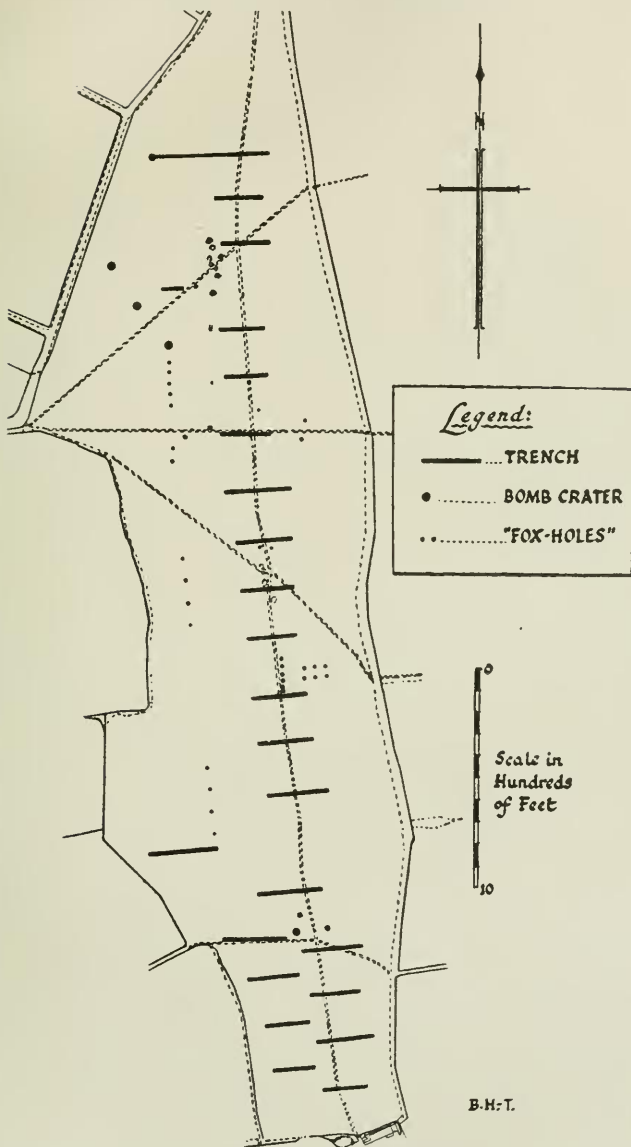 N
Legend:
TRENCH
BOMB CRATER
"FOX-HOLES"
0
Scale in
Hundreds
of Feet
10
B.H-T.